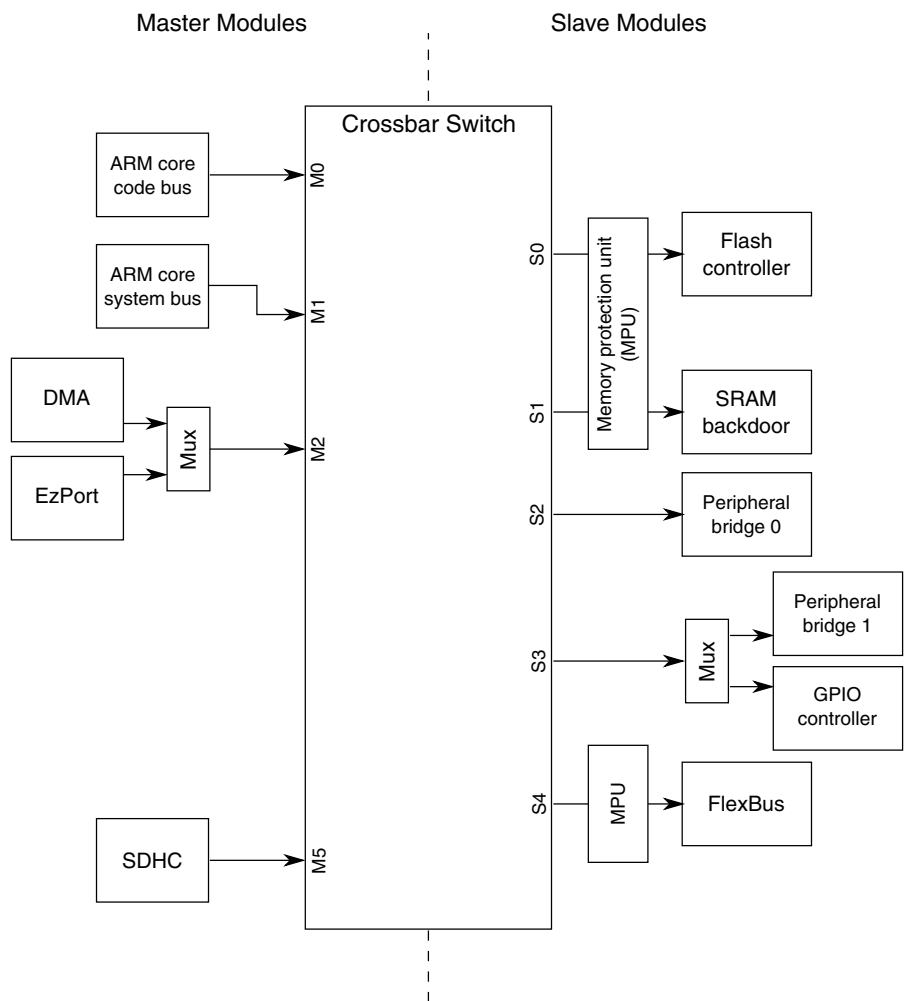 Master Modules
Slave Modules
Crossbar Switch
ARM core
code bus
M0
ARM core
system bus
M1
DMA
EzPort
Mux
M2
SDHC
M5
S0
Memory protection unit
(MPU)
Flash
controller
S1
SRAM
backdoor
S2
Peripheral
bridge 0
S3
Mux
Peripheral
bridge 1
GPIO
controller
S4
MPU
FlexBus